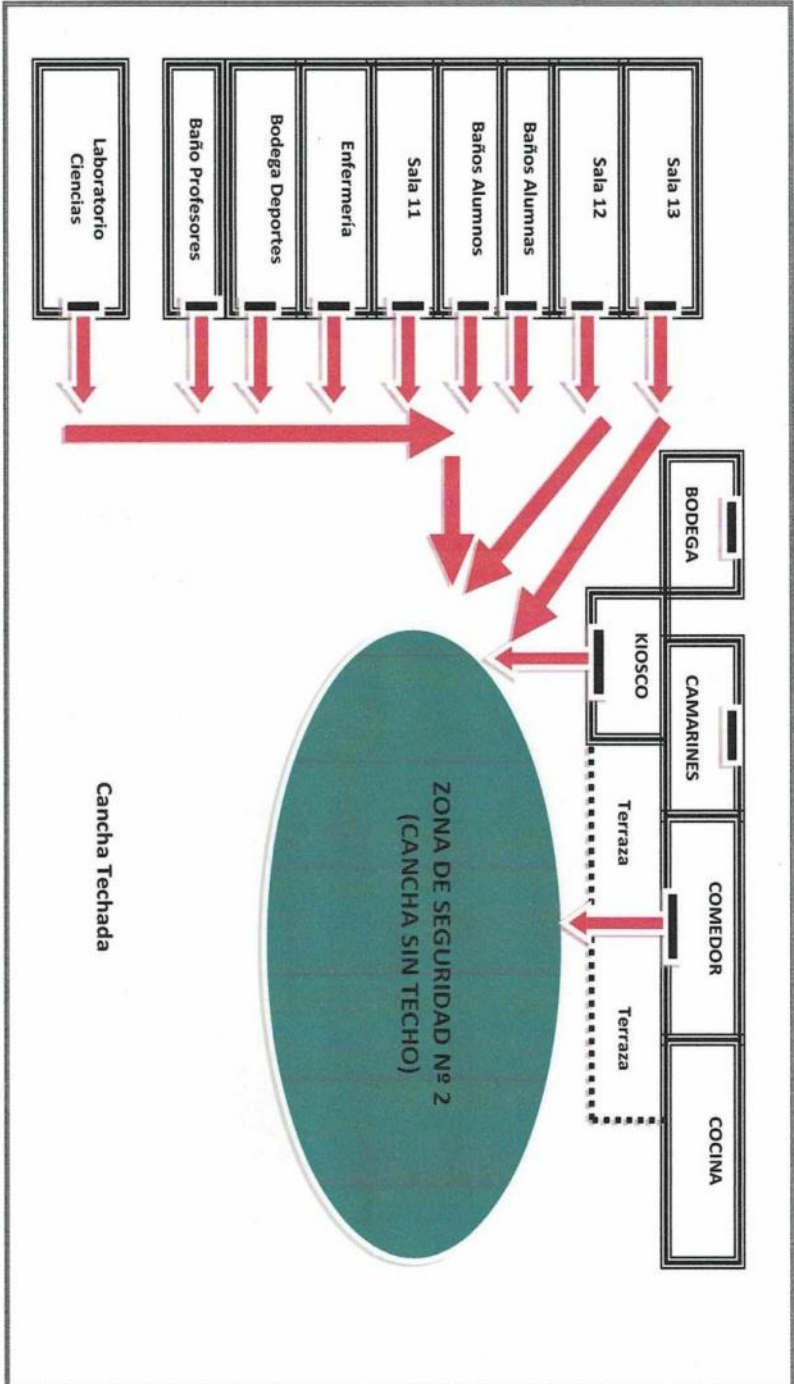 Sala 13
Sala 12
Baños Alumnas
Baños Alumnos
Sala 11
Enfermería
Bodega Deportes
Baño Profesores
Laboratorio
Ciencias
BODEGA
CAMARINES
COMEDOR
COCINA
KIOSCO
Terraza
Terraza
ZONA DE SEGURIDAD Nº 2
(CANCHA SIN TECHO)
Cancha Techada